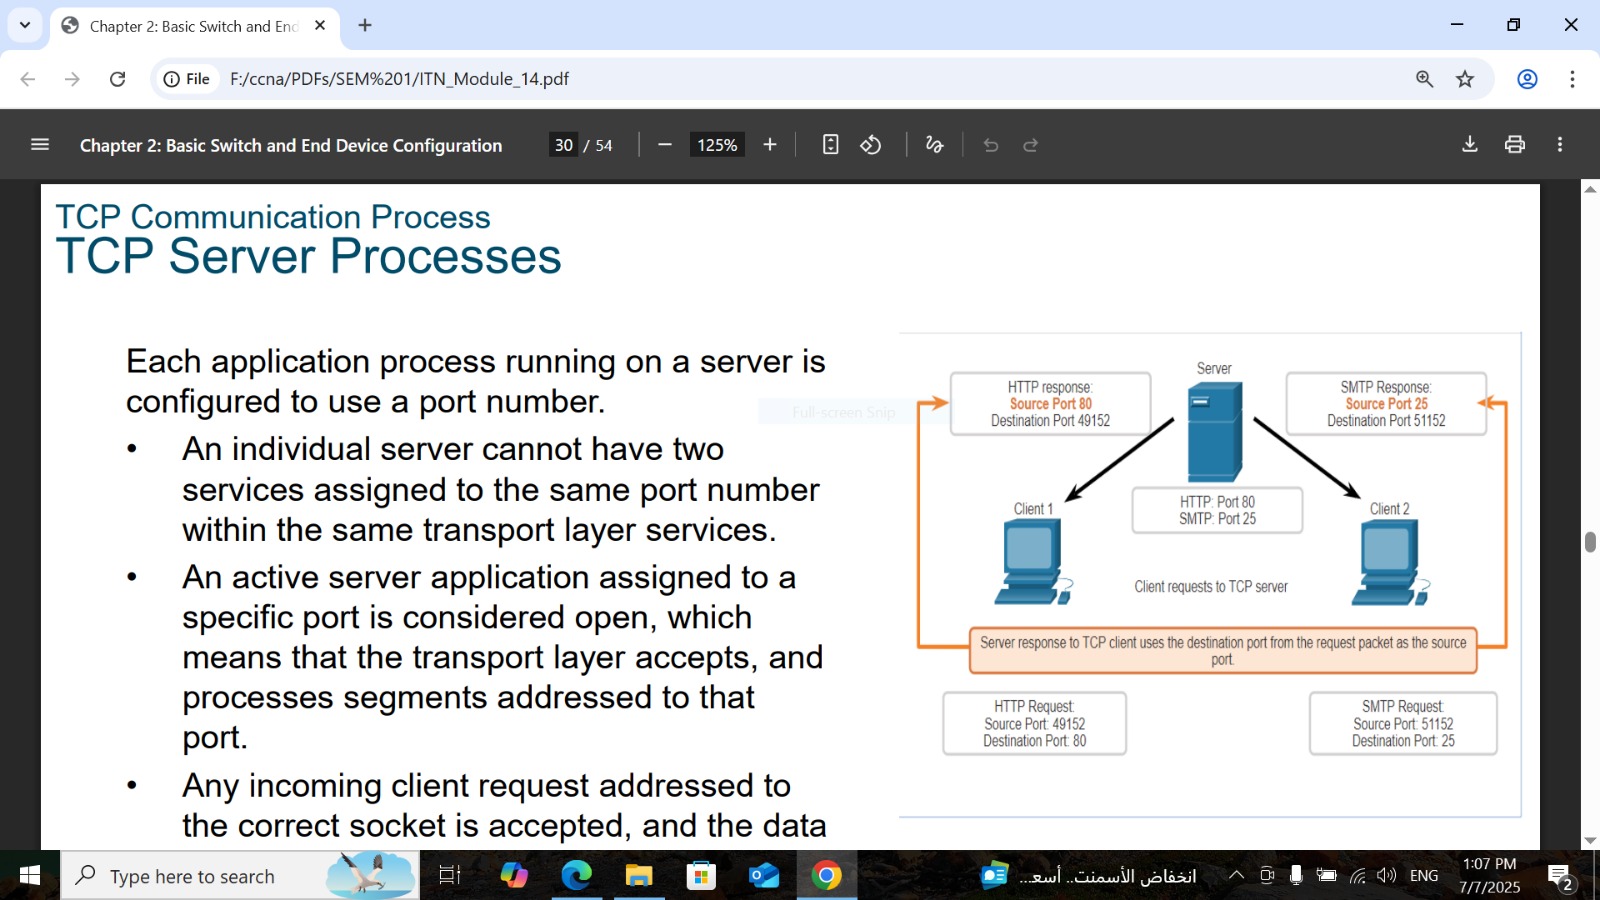 Chapter 2: Basic Switch and End
File
F:/ccna/PDFs/SEM%201/ITN_Module_14.pdf
Chapter 2: Basic Switch and End Device Configuration
30 / 54
125%
TCP Communication Process
TCP Server Processes
Each application process running on a server is
configured to use a port number.
• An individual server cannot have two
services assigned to the same port number
within the same transport layer services.
• An active server application assigned to a
specific port is considered open, which
means that the transport layer accepts, and
processes segments addressed to that
port.
• Any incoming client request addressed to
the correct socket is accepted, and the data
Full-screen Snip
Server
HTTP response:
Source Port 80
Destination Port 49152
SMTP Response:
Source Port 25
Destination Port 51152
HTTP: Port 80
SMTP: Port 25
Client 1
Client 2
Client requests to TCP server
Server response to TCP client uses the destination port from the request packet as the source
port.
HTTP Request:
Source Port: 49152
Destination Port: 80
SMTP Request:
Source Port: 51152
Destination Port: 25
Type here to search
انخفاض الأسمنت.. أسعـ...
ENG
1:07 PM
7/7/2025
2